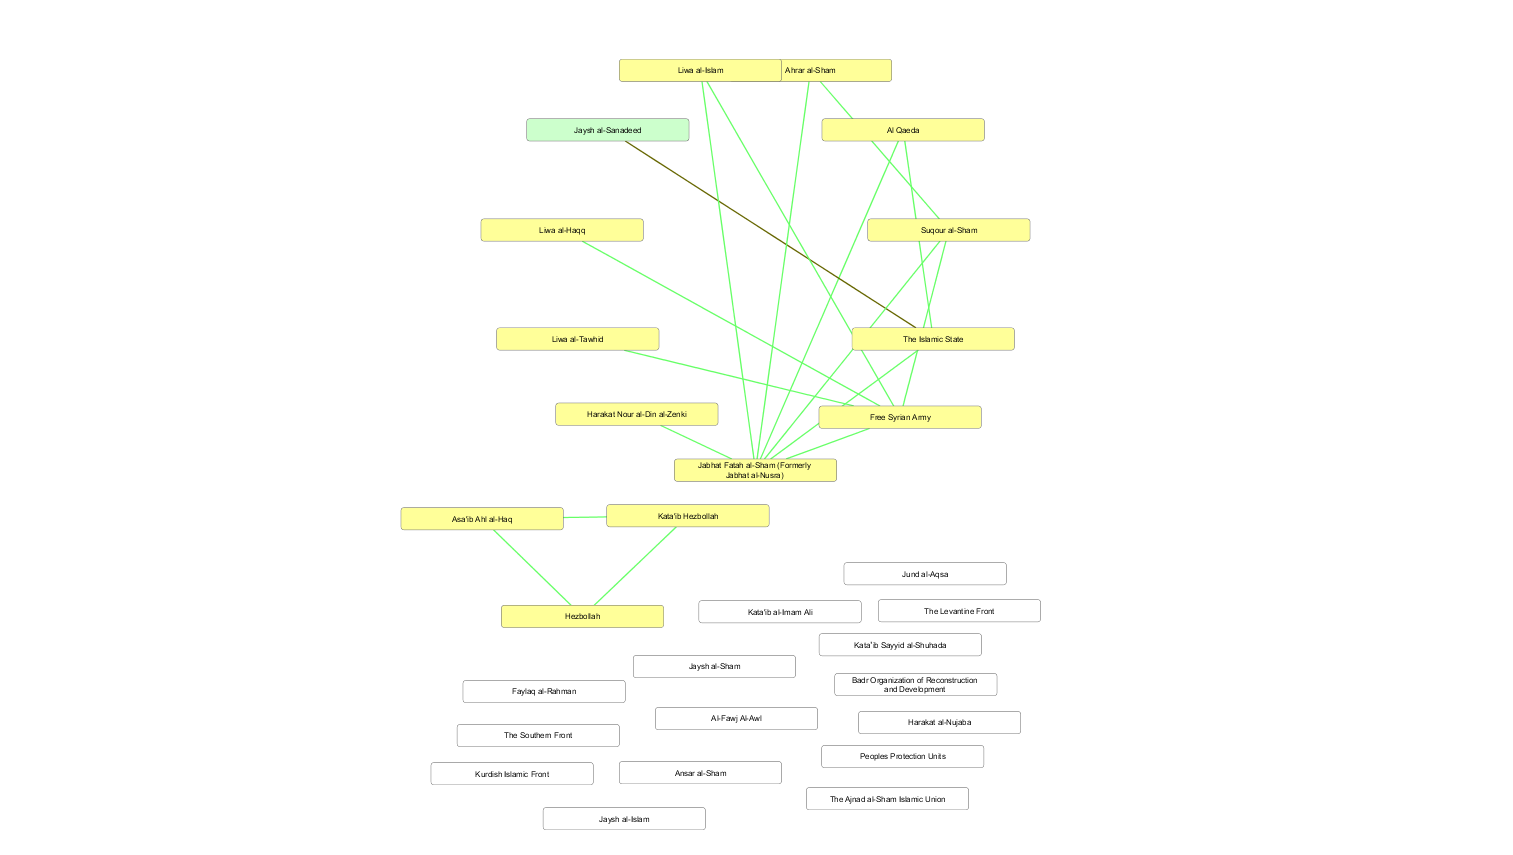 Liwa al-Islam
Ahrar al-Sham
Jaysh al-Sanadeed
Al Qaeda
Liwa al-Haqq
Suqour al-Sham
Liwa al-Tawhid
The Islamic State
Harakat Nour al-Din al-Zenki
Free Syrian Army
Jabhat Fatah al-Sham (Formerly
Jabhat al-Nusra)
Asa'ib Ahl al-Haq
Kata'ib Hezbollah
Jund al-Aqsa
Hezbollah
Kata'ib al-Imam Ali
The Levantine Front
Kata'ib Sayyid al-Shuhada
Jaysh al-Sham
Badr Organization of Reconstruction
and Development
Faylaq al-Rahman
Al-Fawj Al-Awl
Harakat al-Nujaba
The Southern Front
Peoples Protection Units
Kurdish Islamic Front
Ansar al-Sham
The Ajnad al-Sham Islamic Union
Jaysh al-Islam